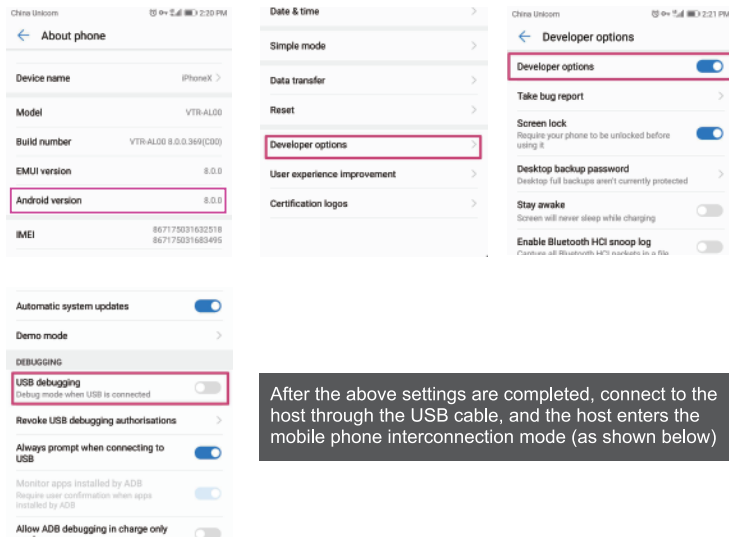 China Unicom 2:20 PM
About phone
Device name iPhoneX
Model VTR-AL00
Build number VTR-AL00 8.0.0.369(C00)
EMUI version 8.0.0
Android version 8.0.0
IMEI 867175031632518
867175031683495
Date & time
Simple mode
Data transfer
Reset
Developer options
User experience improvement
Certification logos
China Unicom 2:21 PM
Developer options
Developer options
Take bug report
Screen lock
Require your phone to be unlocked before
using it
Desktop backup password
Desktop full backups aren't currently protected
Stay awake
Screen will never sleep while charging
Enable Bluetooth HCI snoop log
Capture all Bluetooth HCI packets in a file
Automatic system updates
Demo mode
DEBUGGING
USB debugging
Debug mode when USB is connected
Revoke USB debugging authorisations
Always prompt when connecting to
USB
Monitor apps installed by ADB
Require user confirmation when apps
installed by ADB
Allow ADB debugging in charge only
After the above settings are completed, connect to the
host through the USB cable, and the host enters the
mobile phone interconnection mode (as shown below)